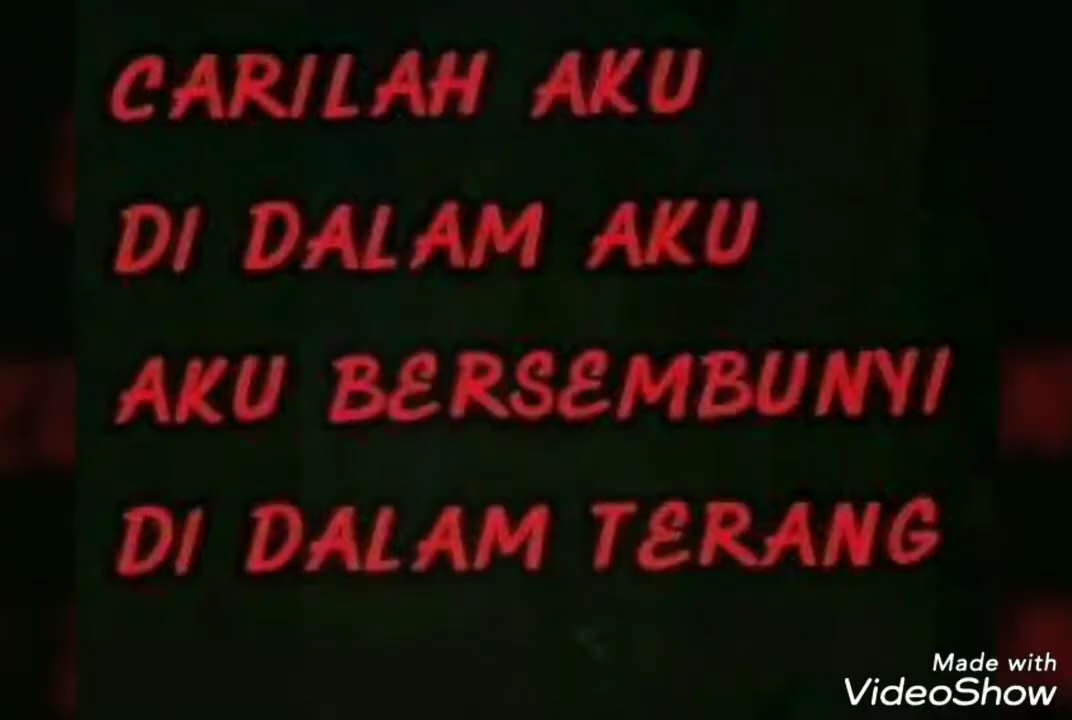 CARILAH AKU
DI DALAM AKU
AKU BERSEMBUNYI
DI DALAM TERANG
Made with
VideoShow